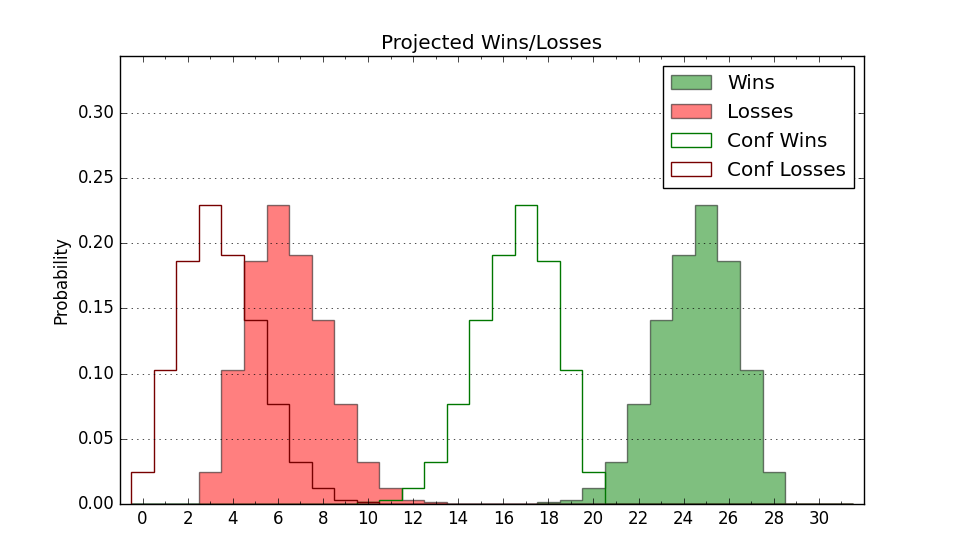 Projected Wins/Losses
Wins
Losses
Conf Wins
Conf Losses
Probability
0.30
0.25
0.20
0.15
0.10
0.05
0.00
0 2 4 6 8 10 12 14 16 18 20 22 24 26 28 30